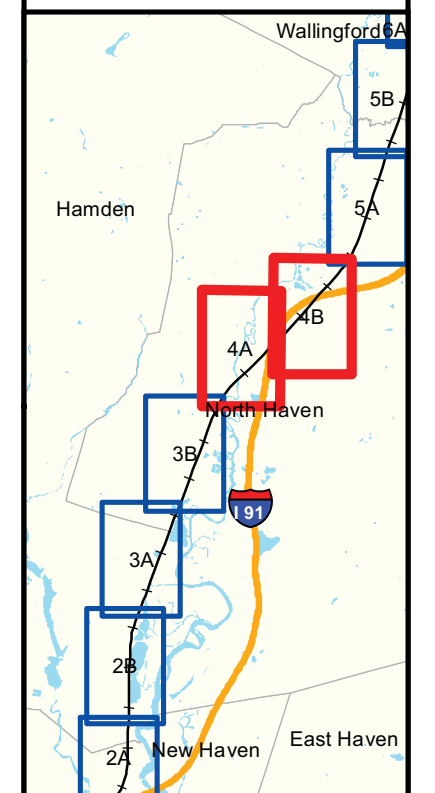 Wallingford 6A
5B
Hamden
5A
4B
4A
North Haven
3B
I 91
3A
2B
East Haven
New Haven
2A